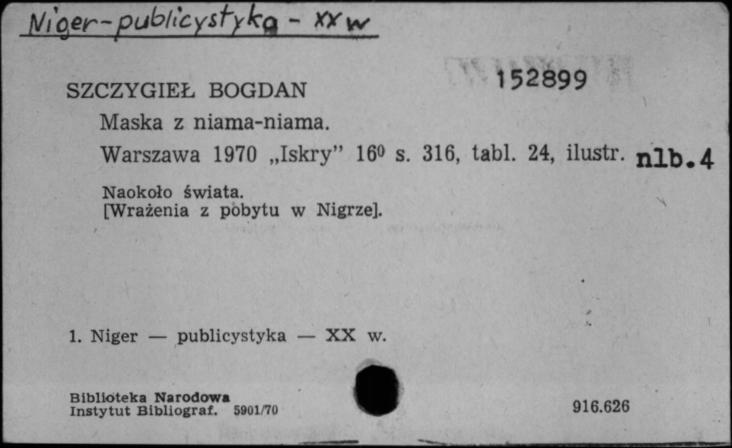 Niger-publicystyka - XX w
152899
SZCZYGIEŁ BOGDAN
Maska z niama-niama.
Warszawa 1970 „Iskry” 16⁰ s. 316, tabl. 24, ilustr. nlb.4
Naokoło świata.
[Wrażenia z pobytu w Nigrze].
1. Niger — publicystyka — XX w.
Biblioteka Narodowa
Instytut Bibliograf. 5901/70
916.626